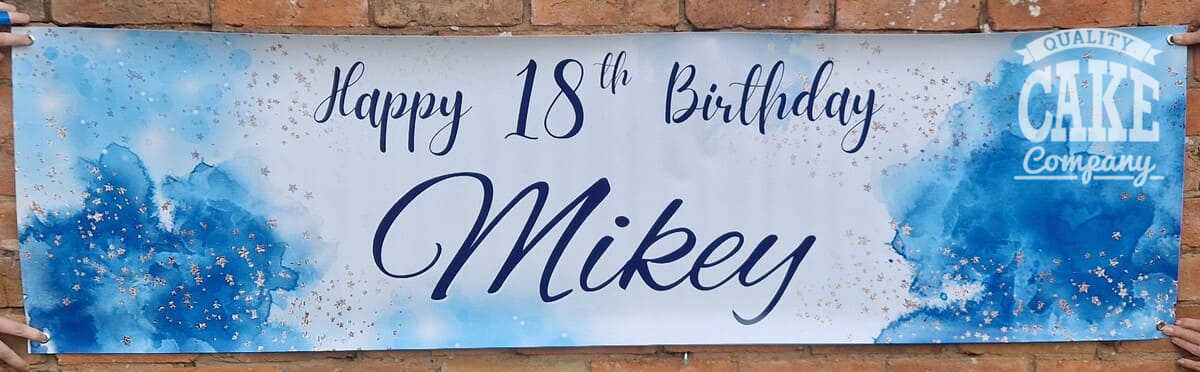 Happy 18th Birthday
Mikey
QUALITY
CAKE
Company